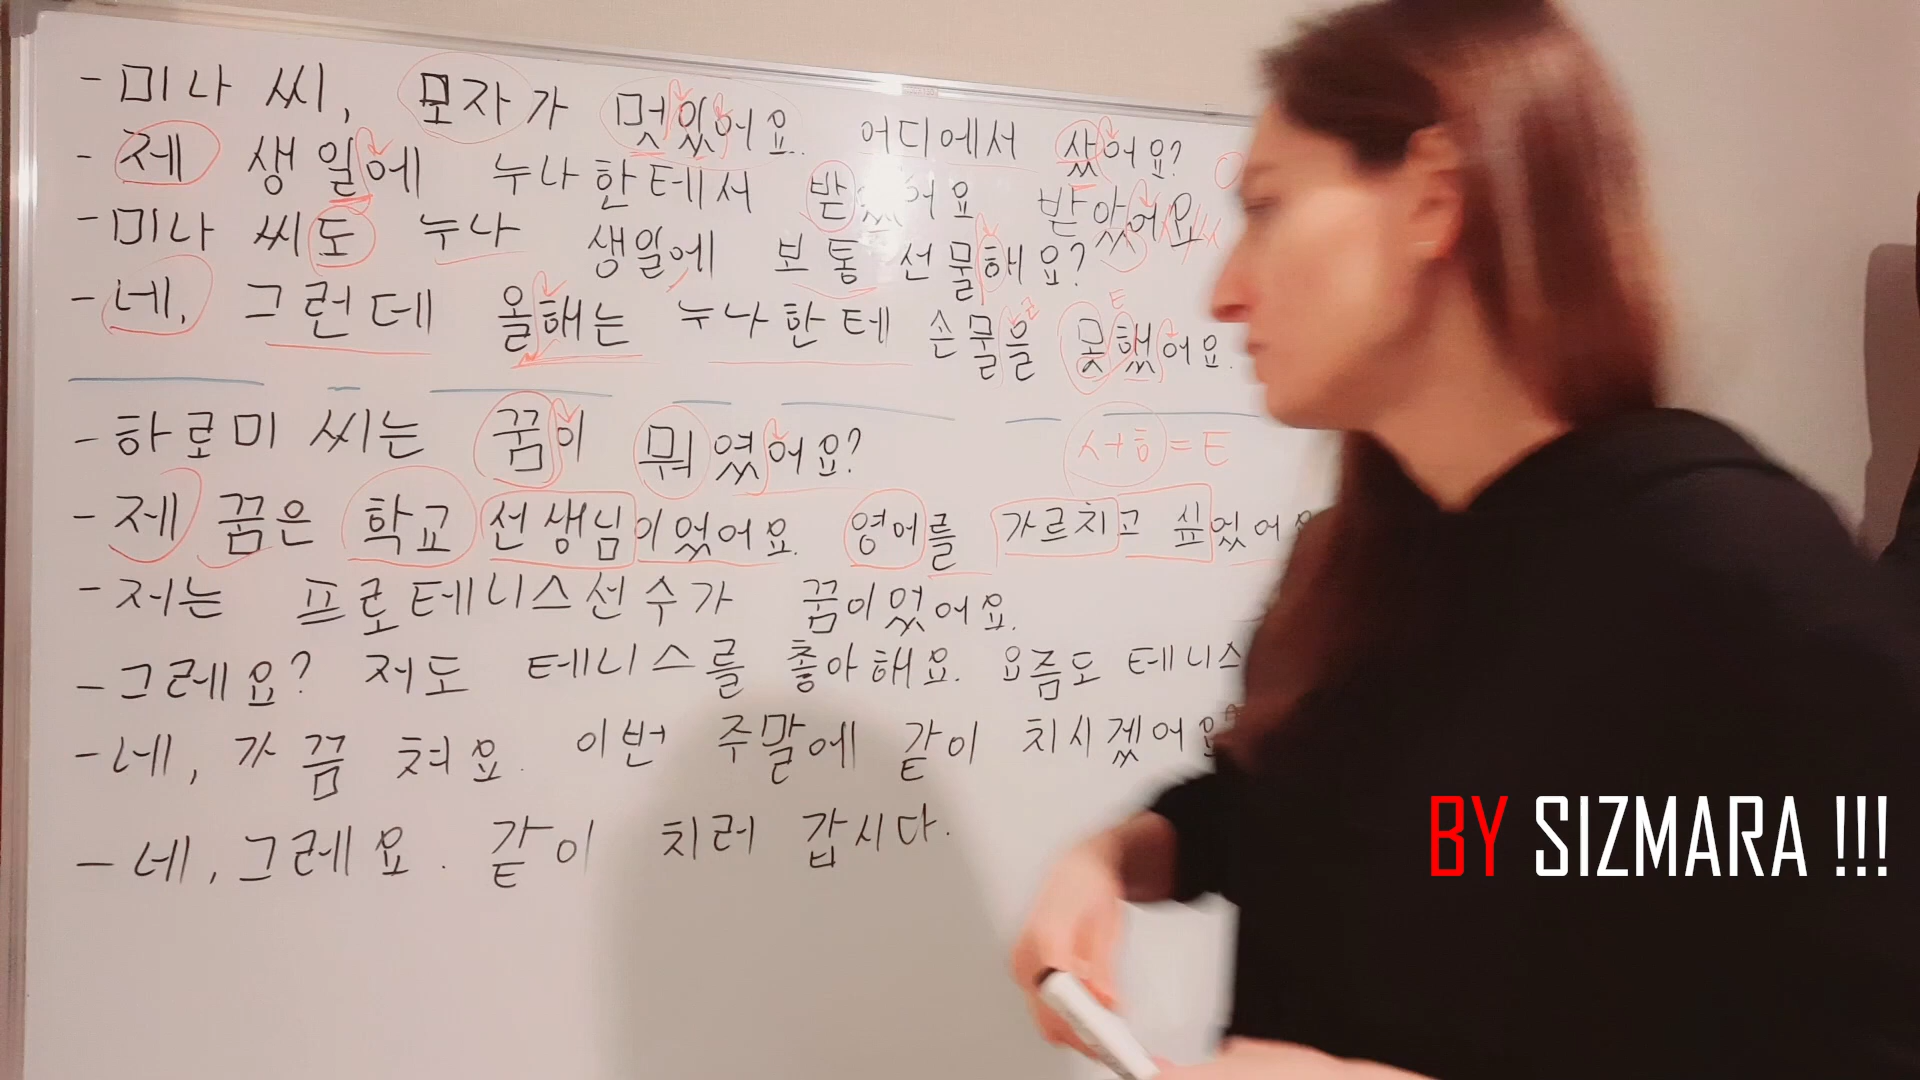 - 미나 씨, 모자가 멋있어요. 어디에서 샀어요?
- 제 생일에 누나한테서 받았어요 받았어요
- 미나 씨도 누나 생일에 보통 선물해요?
- 네, 그런데 올해는 누나한테 손물을 못했어요.
ㄹ E
- 하로미 씨는 꿈이 뭐였어요?
ㅅ+ㅎ=E
- 제 꿈은 학교 선생님이었어요. 영어를 가르치고 싶었어요
- 저는 프로테니스선수가 꿈이었어요.
- 그레요? 저도 테니스를 좋아해요. 요즘도 테니스
- 네, 가끔 쳐요. 이번 주말에 같이 치시겠어요
- 네, 그레요. 같이 치러 갑시다.
BY SIZMARA !!!